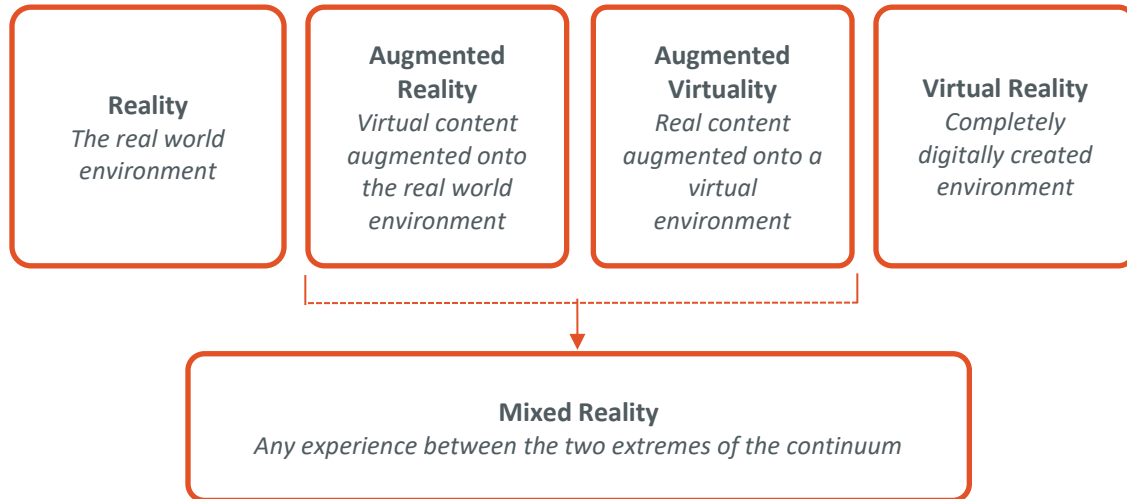 Reality
The real world
environment
Augmented
Reality
Virtual content
augmented onto
the real world
environment
Augmented
Virtuality
Real content
augmented onto a
virtual
environment
Virtual Reality
Completely
digitally created
environment
Mixed Reality
Any experience between the two extremes of the continuum